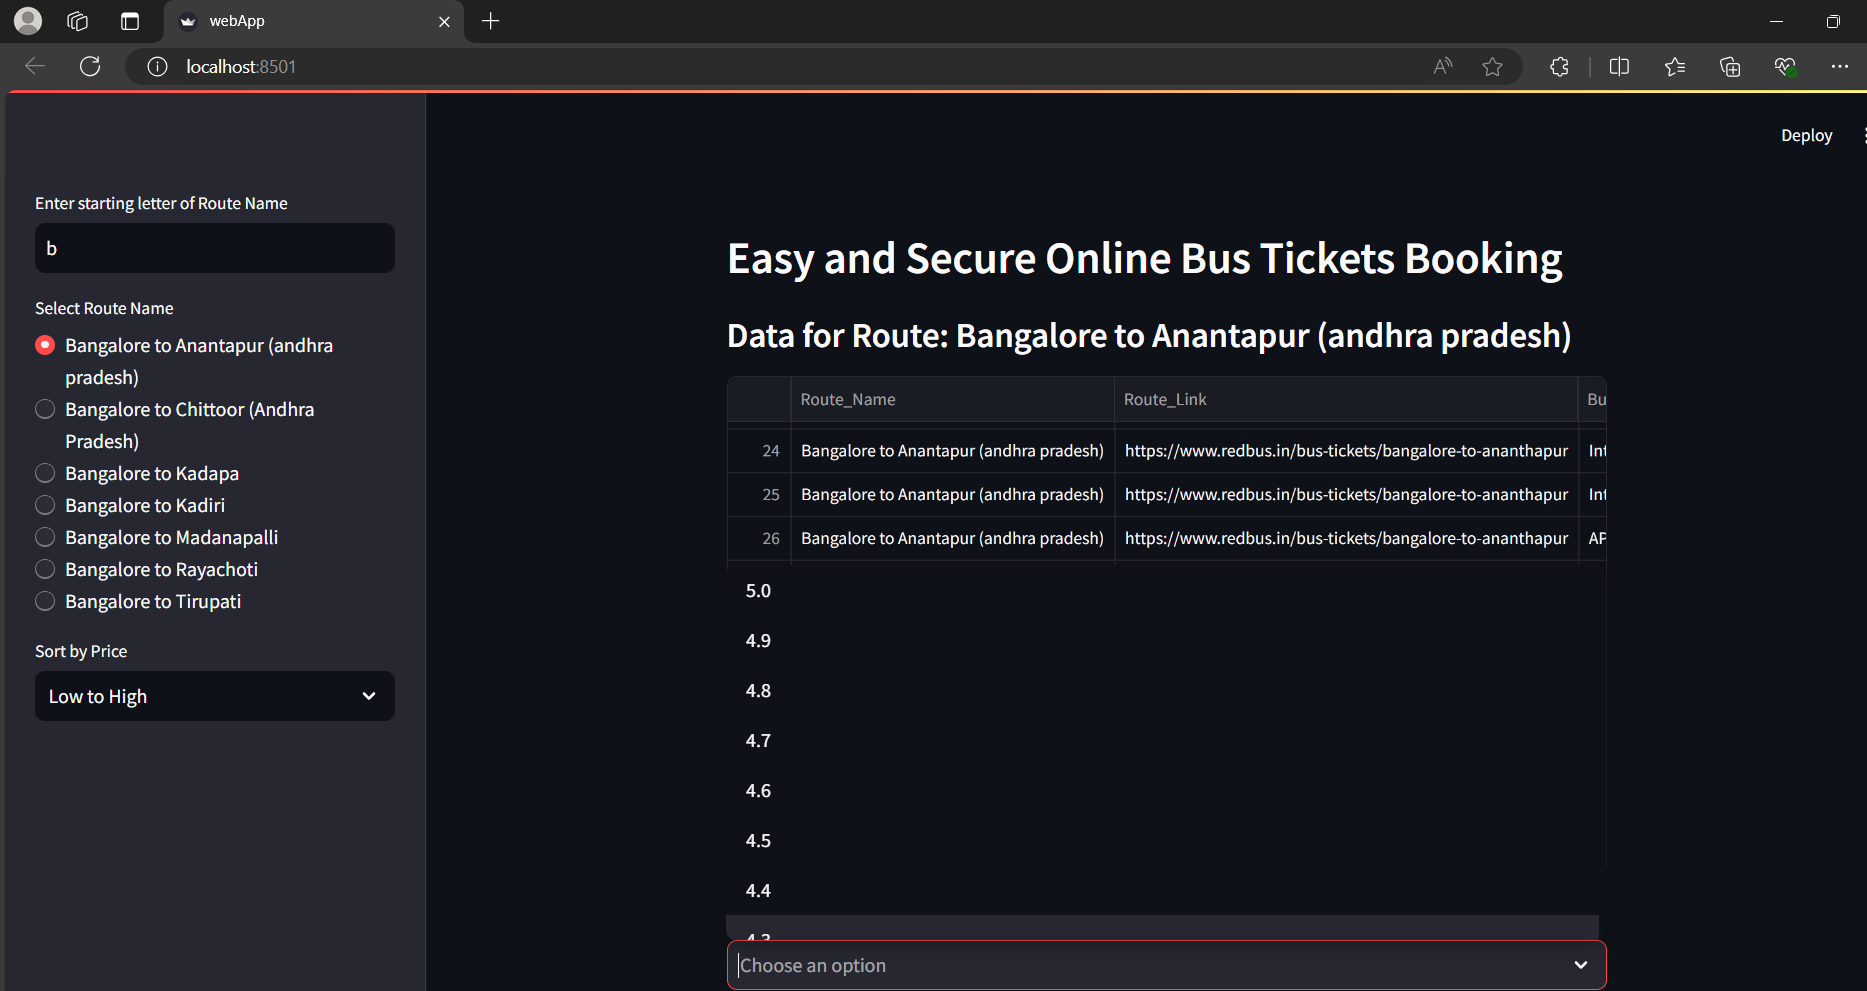 webApp
localhost:8501
Deploy
Enter starting letter of Route Name
b
Select Route Name
Bangalore to Anantapur (andhra
pradesh)
Bangalore to Chittoor (Andhra
Pradesh)
Bangalore to Kadapa
Bangalore to Kadiri
Bangalore to Madanapalli
Bangalore to Rayachoti
Bangalore to Tirupati
Sort by Price
Low to High
Easy and Secure Online Bus Tickets Booking
Data for Route: Bangalore to Anantapur (andhra pradesh)
Route_Name Route_Link Bu
24 Bangalore to Anantapur (andhra pradesh) https://www.redbus.in/bus-tickets/bangalore-to-ananthapur Int
25 Bangalore to Anantapur (andhra pradesh) https://www.redbus.in/bus-tickets/bangalore-to-ananthapur Int
26 Bangalore to Anantapur (andhra pradesh) https://www.redbus.in/bus-tickets/bangalore-to-ananthapur AP
5.0
4.9
4.8
4.7
4.6
4.5
4.4
4.3
Choose an option